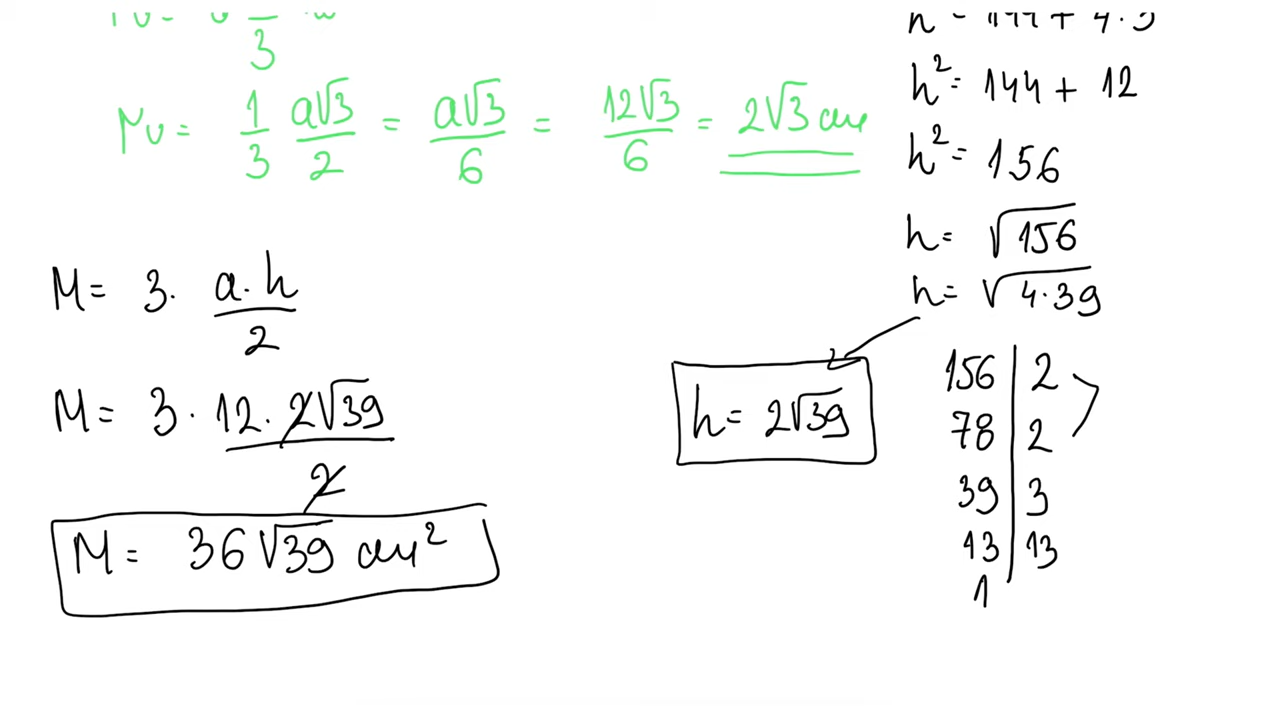 3
ru = 1/3 a√3/2 = a√3/6 = 12√3/6 = 2√3 cm
M = 3 · a·h/2
M = 3 · 12·2√39/2
M = 36√39 cm²
h² = 144 + 12
h² = 156
h = √156
h = √4·39
h = 2√39
156 | 2
78 | 2
39 | 3
13 | 13
1